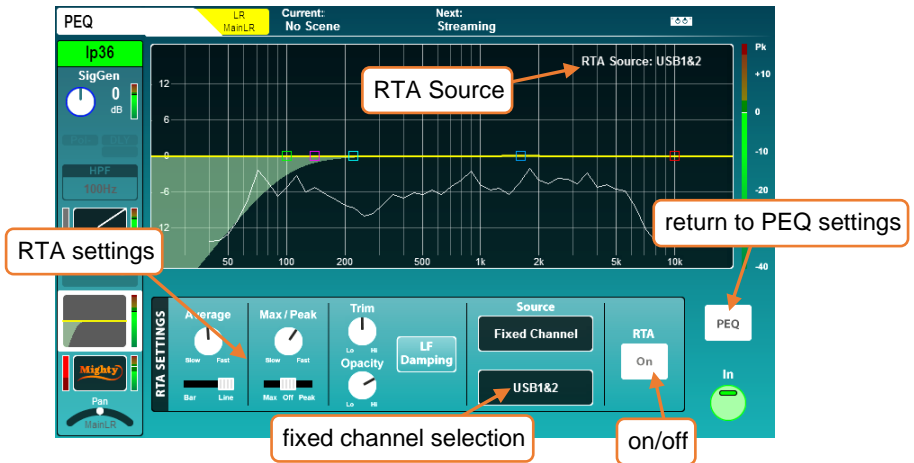 PEQ
LR
MainLR
Current:
No Scene
Next:
Streaming
Ip36
SigGen
0
dB
HPF
100Hz
RTA Source: USB1&2
RTA Source
12
6
0
-6
-12
50 100 200 500 1k 2k 5k 10k
Pk
+10
0
-10
-20
-40
RTA settings
return to PEQ settings
RTA SETTINGS
Average
Slow Fast
Bar Line
Max / Peak
Slow Fast
Max Off Peak
Trim
Lo Hi
Opacity
Lo Hi
LF
Damping
Source
Fixed Channel
USB1&2
RTA
On
PEQ
In
Mighty
Pan
MainLR
fixed channel selection
on/off